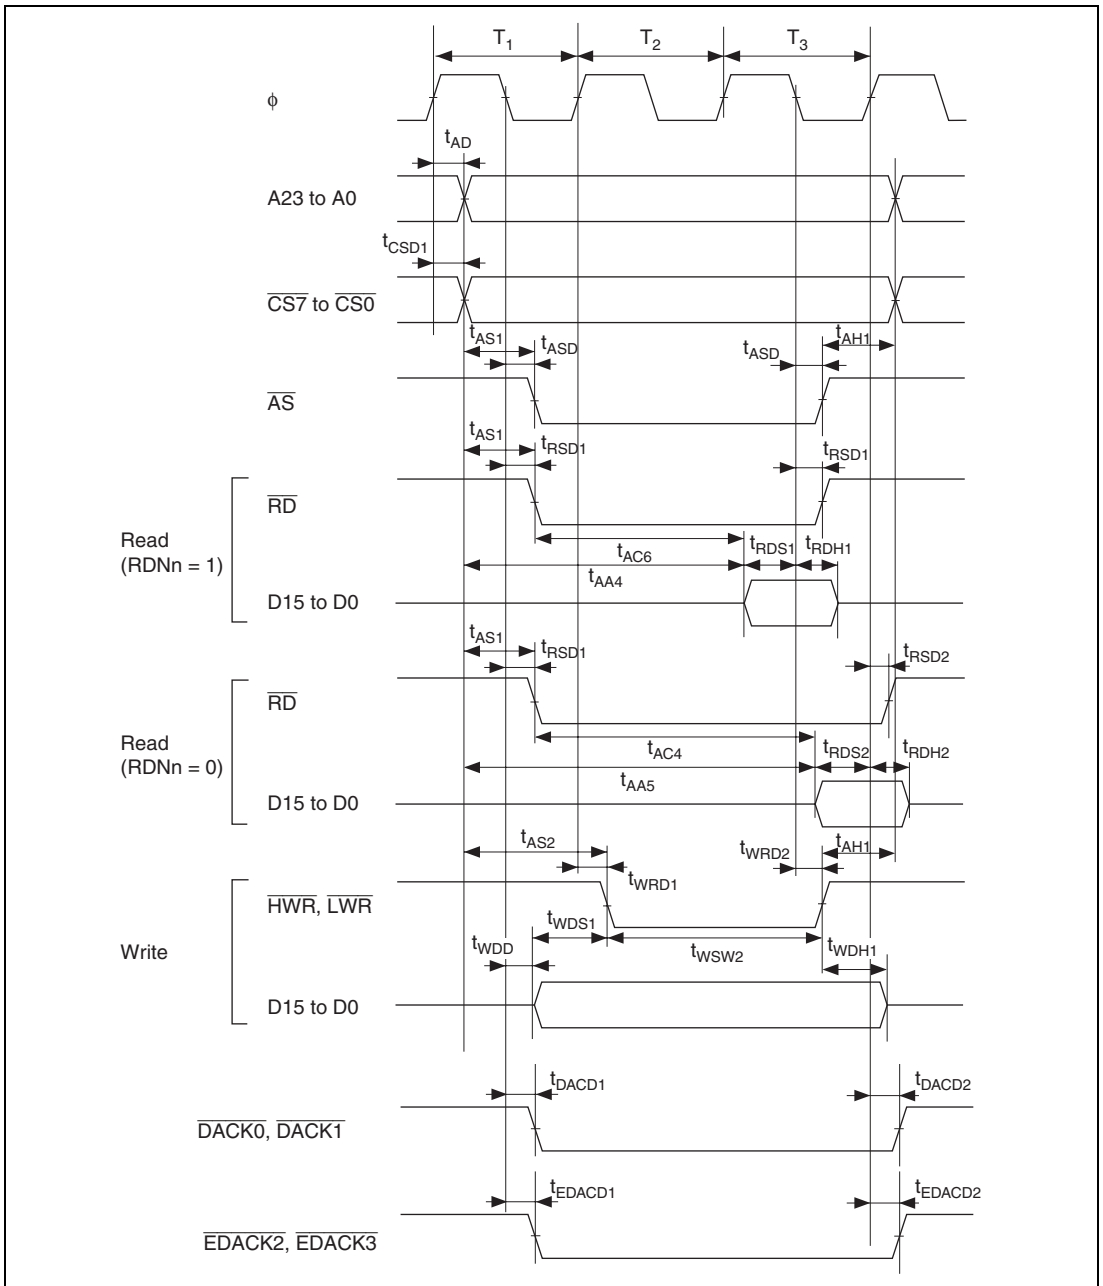 T1 T2 T3
ϕ
tAD
A23 to A0
tCSD1
CS7 to CS0
tAS1 tASD tASD tAH1
AS
tAS1 tRSD1 tRSD1
RD
Read
(RDNn = 1)
tAC6 tRDS1 tRDH1
tAA4
D15 to D0
tAS1 tRSD1 tRSD2
RD
Read
(RDNn = 0)
tAC4 tRDS2 tRDH2
tAA5
D15 to D0
tAS2 tWRD2 tAH1
tWRD1
HWR, LWR
Write
tWDD tWDS1 tWSW2 tWDH1
D15 to D0
tDACD1 tDACD2
DACK0, DACK1
tEDACD1 tEDACD2
EDACK2, EDACK3